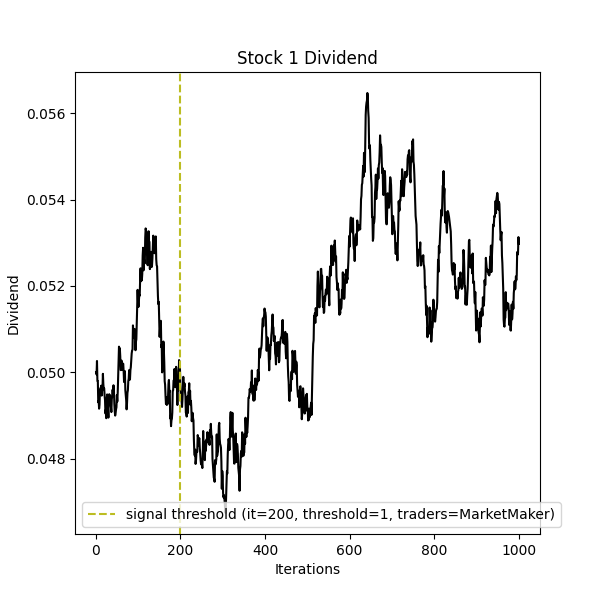 Stock 1 Dividend
0.056
0.054
0.052
0.050
0.048
Dividend
signal threshold (it=200, threshold=1, traders=MarketMaker)
0 200 400 600 800 1000
Iterations